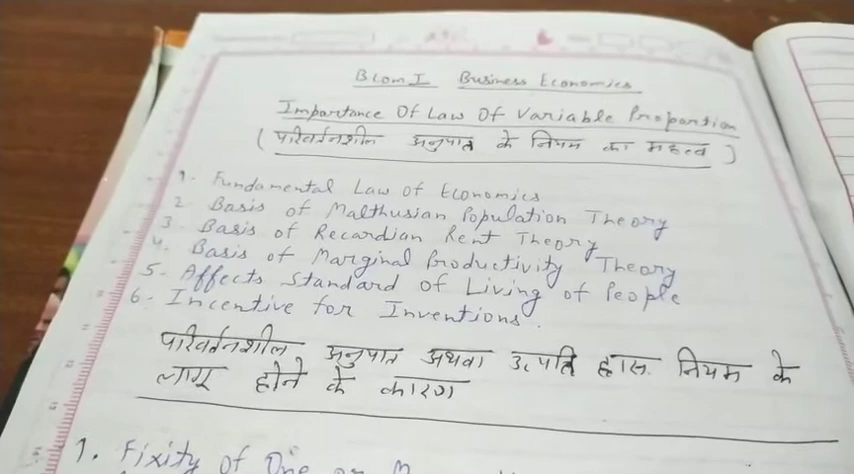 BCom I Business Economics
Importance Of Law Of Variable Proportion
( परिवर्तनशील अनुपात के नियम का महत्व )
1. Fundamental Law of Economics
2. Basis of Malthusian Population Theory
3. Basis of Recardian Rent Theory
4. Basis of Marginal Productivity Theory
5. Affects Standard of Living of People
6. Incentive for Inventions.
परिवर्तनशील अनुपात अथवा उत्पत्ति ह्रास नियम के
लागू होने के कारण
1. Fixity of One or